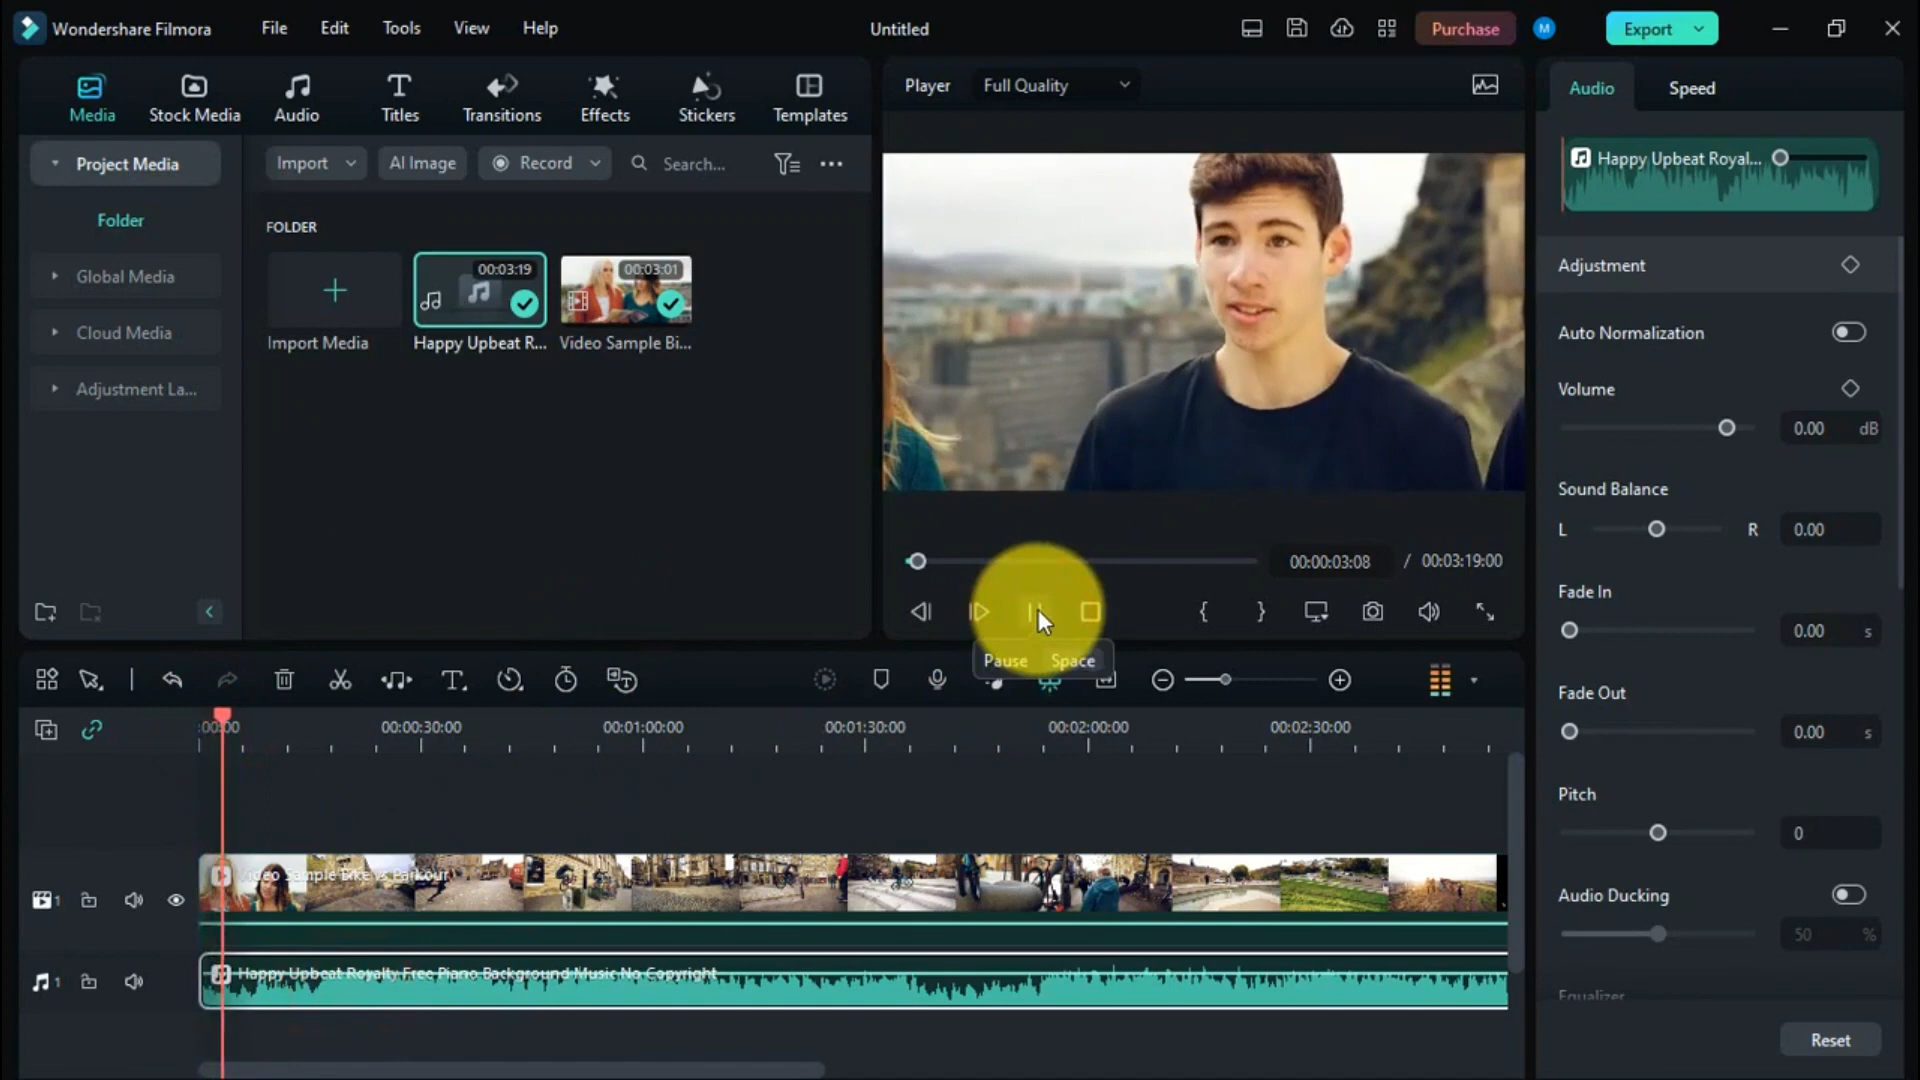 Wondershare Filmora
File
Edit
Tools
View
Help
Untitled
Purchase
M
Export
Media
Stock Media
Audio
Titles
Transitions
Effects
Stickers
Templates
Player
Full Quality
Audio
Speed
Project Media
Import
AI Image
Record
Search...
Happy Upbeat Royal...
Folder
FOLDER
Global Media
Cloud Media
Adjustment La...
00:03:19
00:03:01
Import Media
Happy Upbeat R...
Video Sample Bi...
Adjustment
Auto Normalization
Volume
0.00 dB
Sound Balance
L
R
0.00
00:00:03:08 / 00:03:19:00
Fade In
0.00 s
Pause Space
Fade Out
0.00 s
:00:00
00:00:30:00
00:01:00:00
00:01:30:00
00:02:00:00
00:02:30:00
Pitch
0
Video Sample Bike vs Parkour
1
Audio Ducking
50 %
Happy Upbeat Royalty Free Piano Background Music No Copyright
1
Equalizer
Reset